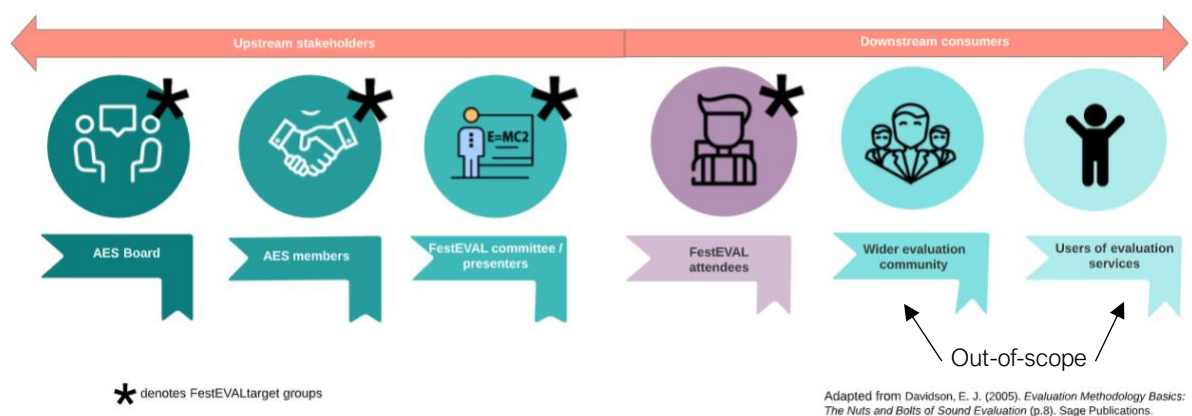 Upstream stakeholders
Downstream consumers
E=MC2
AES Board
AES members
FestEVAL committee /
presenters
FestEVAL
attendees
Wider evaluation
community
Users of evaluation
services
Out-of-scope
* denotes FestEVALtarget groups
Adapted from Davidson, E. J. (2005). Evaluation Methodology Basics:
The Nuts and Bolts of Sound Evaluation (p.8). Sage Publications.